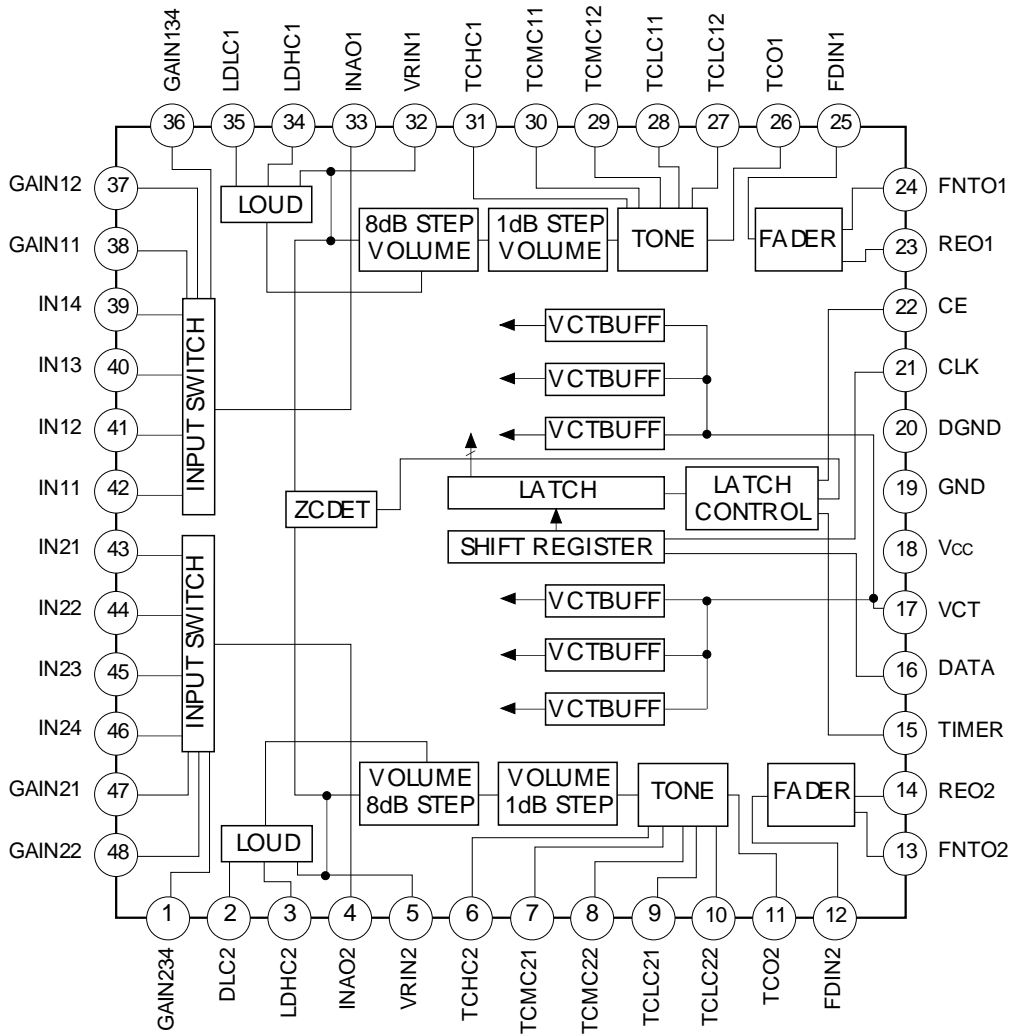 GAIN134
LDLC1
LDHC1
INAO1
VRIN1
TCHC1
TCMC11
TCMC12
TCLC11
TCLC12
TCO1
FDIN1
36
35
34
33
32
31
30
29
28
27
26
25
GAIN12
37
GAIN11
38
IN14
39
IN13
40
IN12
41
IN11
42
IN21
43
IN22
44
IN23
45
IN24
46
GAIN21
47
GAIN22
48
INPUT SWITCH
INPUT SWITCH
LOUD
8dB STEP
VOLUME
1dB STEP
VOLUME
TONE
FADER
VCTBUFF
VCTBUFF
VCTBUFF
ZCDET
LATCH
LATCH
CONTROL
SHIFT REGISTER
VCTBUFF
VCTBUFF
VCTBUFF
LOUD
VOLUME
8dB STEP
VOLUME
1dB STEP
TONE
FADER
24
FNTO1
23
REO1
22
CE
21
CLK
20
DGND
19
GND
18
Vcc
17
VCT
16
DATA
15
TIMER
14
REO2
13
FNTO2
1
2
3
4
5
6
7
8
9
10
11
12
GAIN234
DLC2
LDHC2
INAO2
VRIN2
TCHC2
TCMC21
TCMC22
TCLC21
TCLC22
TCO2
FDIN2